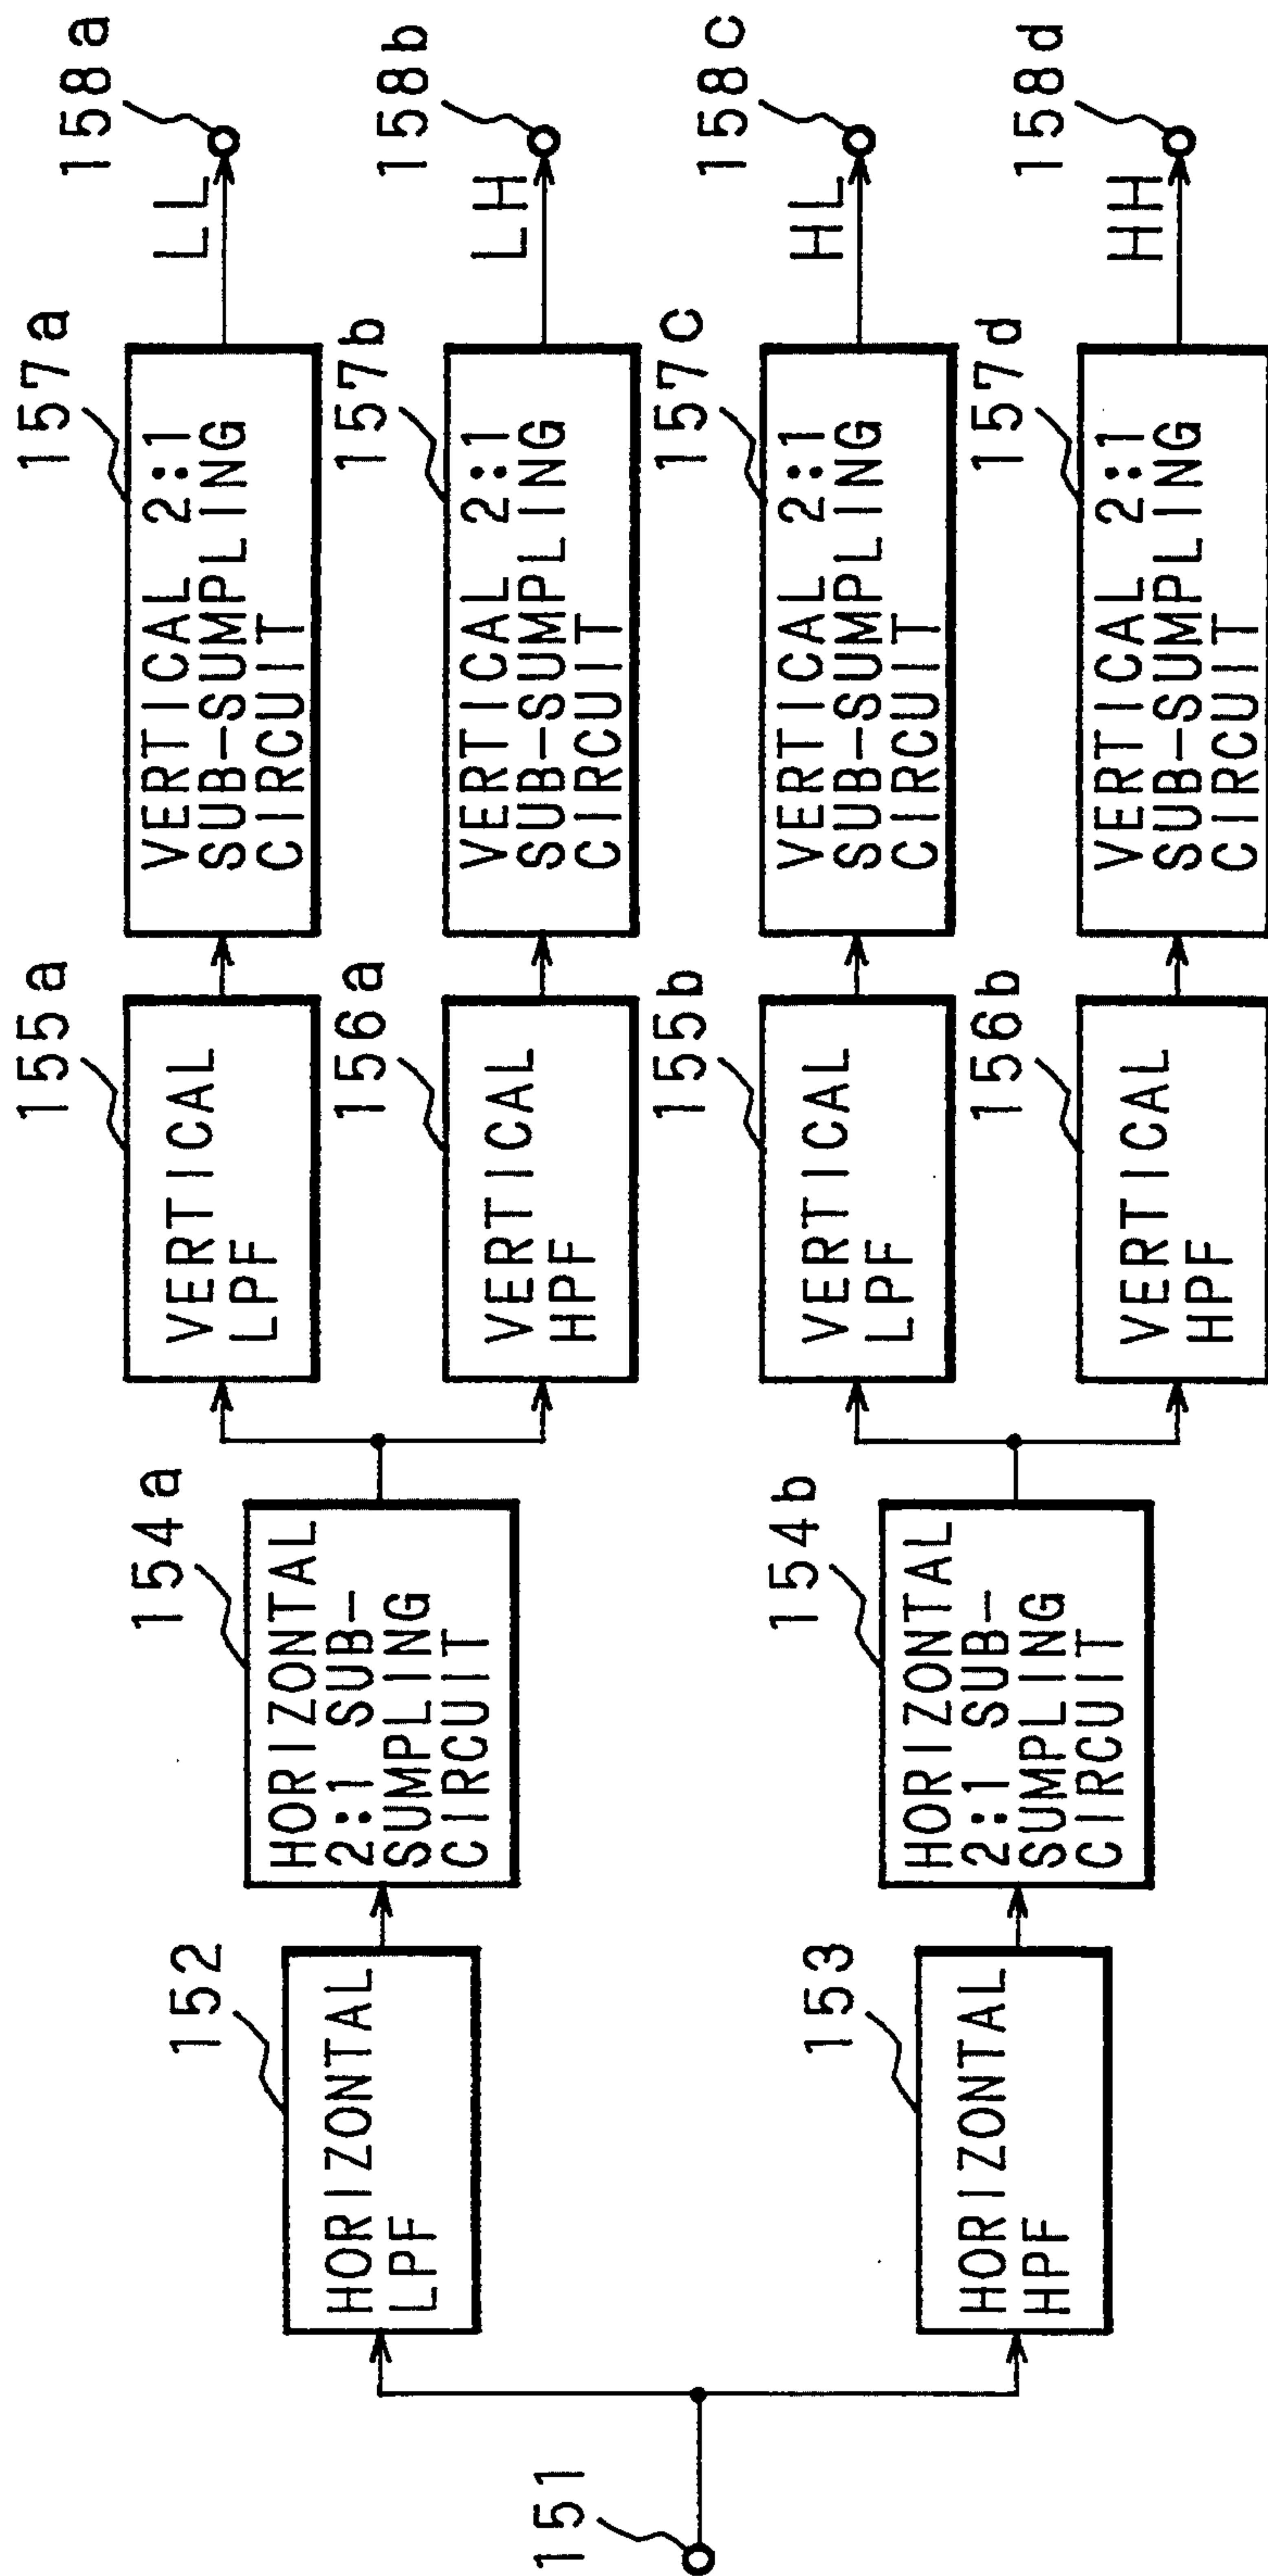 151
152
HORIZONTAL
LPF
153
HORIZONTAL
HPF
154a
HORIZONTAL
2:1 SUB-
SUMPLING
CIRCUIT
154b
HORIZONTAL
2:1 SUB-
SUMPLING
CIRCUIT
155a
VERTICAL
LPF
156a
VERTICAL
HPF
155b
VERTICAL
LPF
156b
VERTICAL
HPF
157a
VERTICAL 2:1
SUB-SUMPLING
CIRCUIT
157b
VERTICAL 2:1
SUB-SUMPLING
CIRCUIT
157c
VERTICAL 2:1
SUB-SUMPLING
CIRCUIT
157d
VERTICAL 2:1
SUB-SUMPLING
CIRCUIT
158a
LL
158b
LH
158c
HL
158d
HH